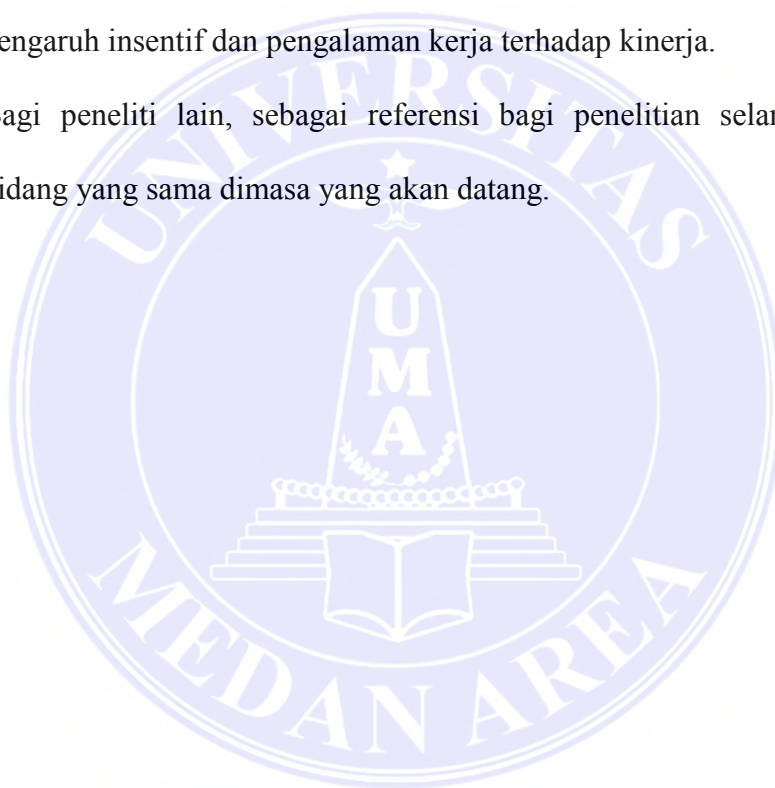 engaruh insentif dan pengalaman kerja terhadap kinerja.
agi peneliti lain, sebagai referensi bagi penelitian selan
idang yang sama dimasa yang akan datang.
UNIVERSITAS
UMA
MEDAN AREA